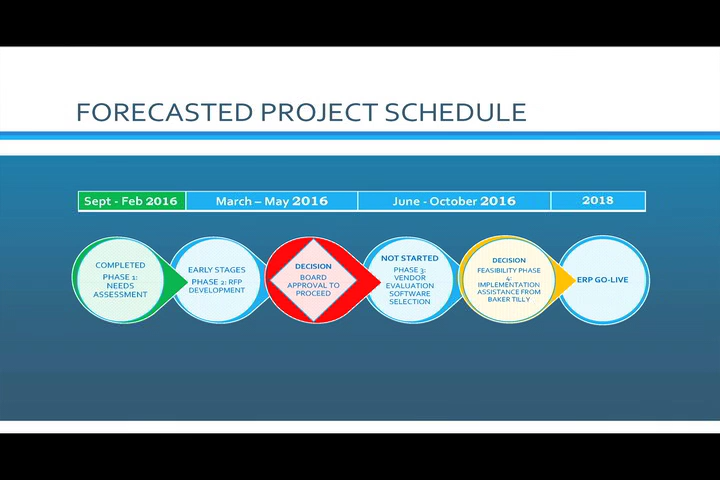 FORECASTED PROJECT SCHEDULE
Sept - Feb 2016
March – May 2016
June - October 2016
2018
COMPLETED
PHASE 1:
NEEDS
ASSESSMENT
EARLY STAGES
PHASE 2: RFP
DEVELOPMENT
DECISION
BOARD
APPROVAL TO
PROCEED
NOT STARTED
PHASE 3:
VENDOR
EVALUATION
SOFTWARE
SELECTION
DECISION
FEASIBILITY PHASE
4:
IMPLEMENTATION
ASSISTANCE FROM
BAKER TILLY
ERP GO-LIVE